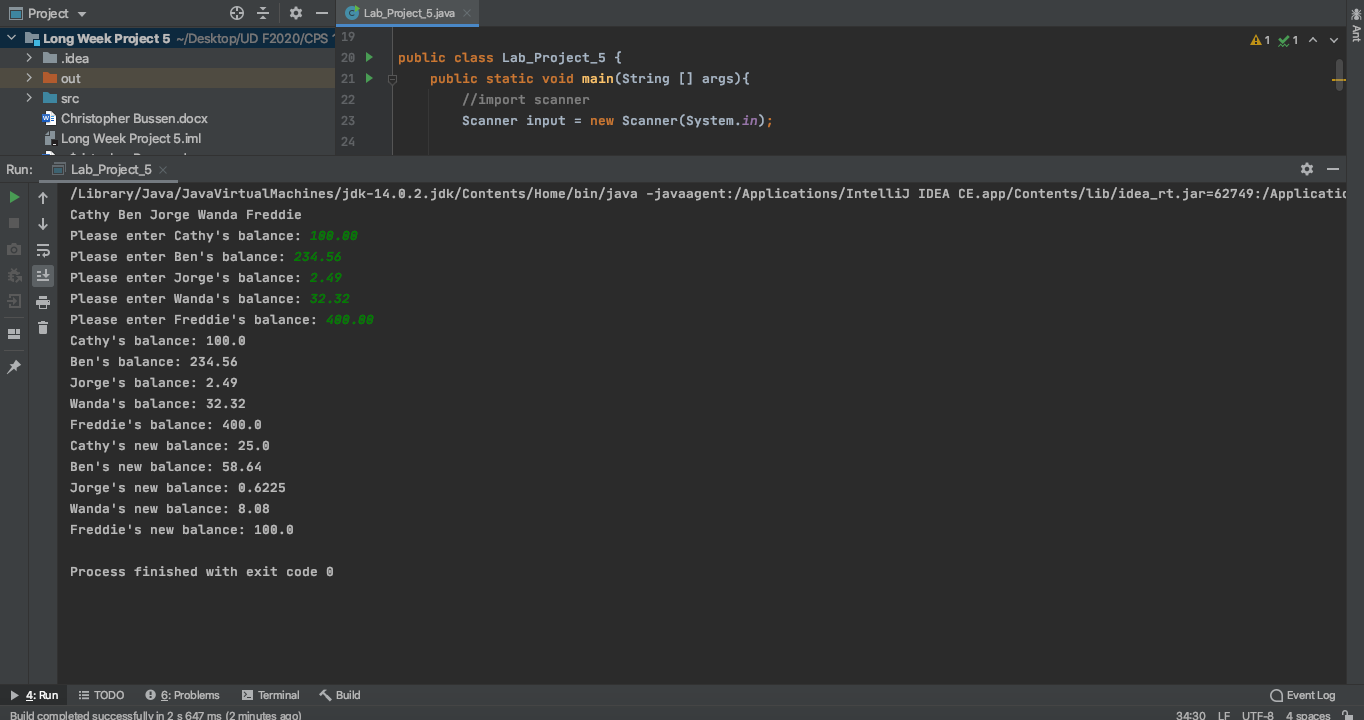 Project
Lab_Project_5.java
Long Week Project 5 ~/Desktop/UD F2020/CPS
.idea
out
src
Christopher Bussen.docx
Long Week Project 5.iml
19
20 public class Lab_Project_5 {
21 public static void main(String [] args){
22 //import scanner
23 Scanner input = new Scanner(System.in);
24
1 1
Ant
Run: Lab_Project_5
/Library/Java/JavaVirtualMachines/jdk-14.0.2.jdk/Contents/Home/bin/java -javaagent:/Applications/IntelliJ IDEA CE.app/Contents/lib/idea_rt.jar=62749:/Applicatio
Cathy Ben Jorge Wanda Freddie
Please enter Cathy's balance: 100.00
Please enter Ben's balance: 234.56
Please enter Jorge's balance: 2.49
Please enter Wanda's balance: 32.32
Please enter Freddie's balance: 400.00
Cathy's balance: 100.0
Ben's balance: 234.56
Jorge's balance: 2.49
Wanda's balance: 32.32
Freddie's balance: 400.0
Cathy's new balance: 25.0
Ben's new balance: 58.64
Jorge's new balance: 0.6225
Wanda's new balance: 8.08
Freddie's new balance: 100.0
Process finished with exit code 0
4: Run TODO 6: Problems Terminal Build Event Log
Build completed successfully in 2 s 647 ms (2 minutes ago) 34:30 LF UTF-8 4 spaces